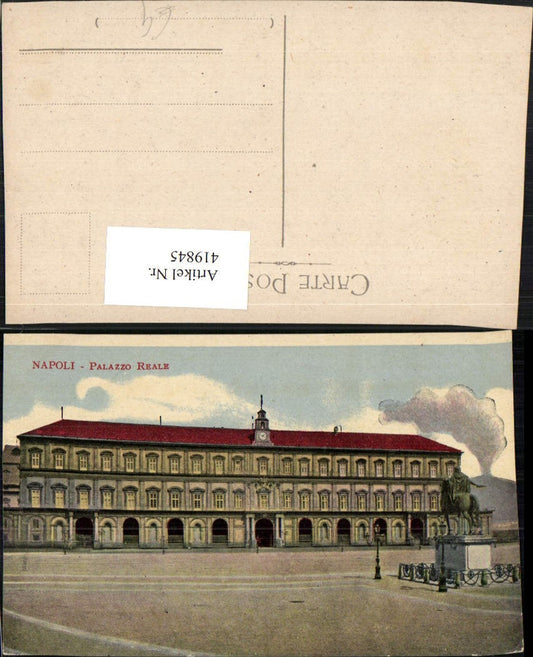 Artikel Nr.
419845
CARTE POS
NAPOLI - PALAZZO REALE